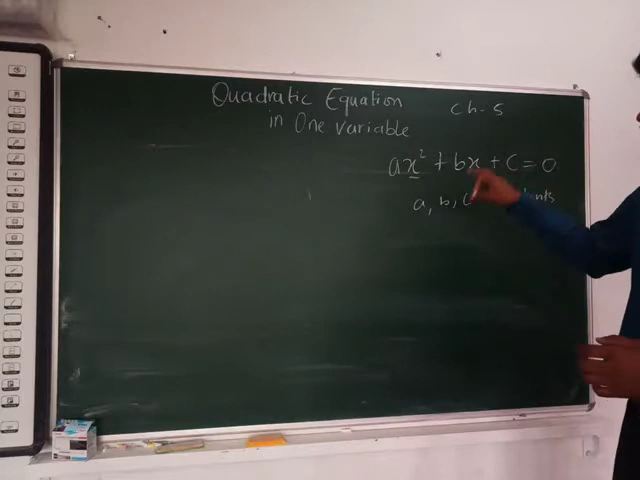 Quadratic Equation Ch-5
in One variable
ax² + bx + c = 0
a, b, c